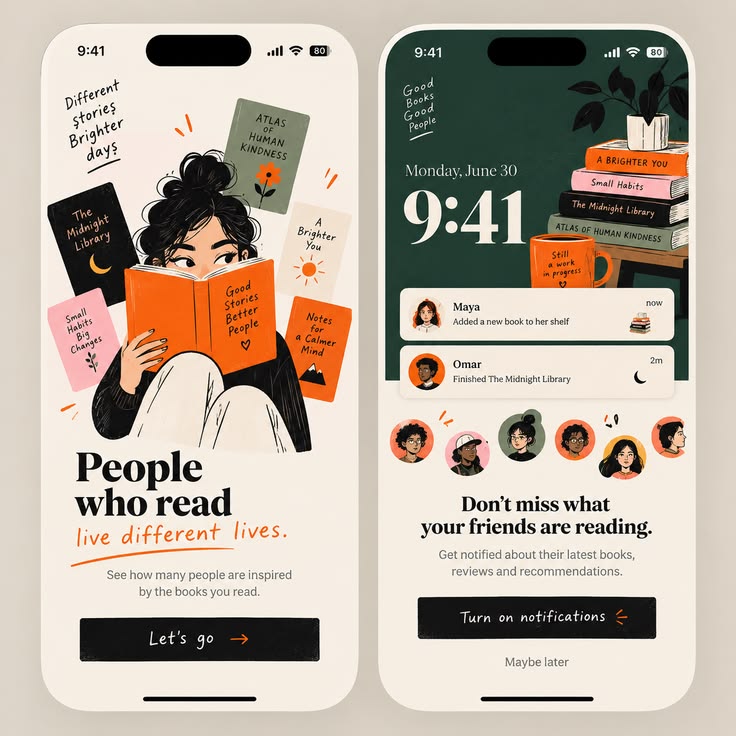 9:41
80
Different
stories
Brighter
days
ATLAS
OF
HUMAN
KINDNESS
The
Midnight
Library
A
Brighter
You
Good
Stories
Better
People
Small
Habits
Big
Changes
Notes
for a
Calmer
Mind
People
who read
live different lives.
See how many people are inspired
by the books you read.
Let's go →
9:41
80
Good
Books
Good
People
Monday, June 30
9:41
A BRIGHTER YOU
Small Habits
The Midnight Library
ATLAS OF HUMAN KINDNESS
Still
a work
in progress
Maya
now
Added a new book to her shelf
Omar
2m
Finished The Midnight Library
Don't miss what
your friends are reading.
Get notified about their latest books,
reviews and recommendations.
Turn on notifications
Maybe later